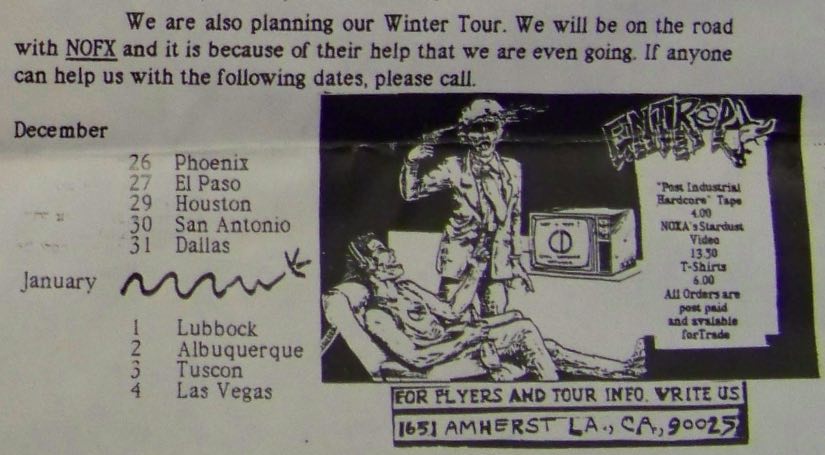 We are also planning our Winter Tour. We will be on the road
with NOFX and it is because of their help that we are even going. If anyone
can help us with the following dates, please call.
December
26 Phoenix
27 El Paso
29 Houston
30 San Antonio
31 Dallas
January
1 Lubbock
2 Albuquerque
3 Tuscon
4 Las Vegas
ENTROPY
"Post Industrial
Hardcore" Tape
4.00
NOXA's Stardust
Video
13.50
T-Shirts
6.00
All Orders are
post paid
and avalable
forTrade
FOR FLYERS AND TOUR INFO. WRITE US
1651 AMHERST LA., CA, 90025